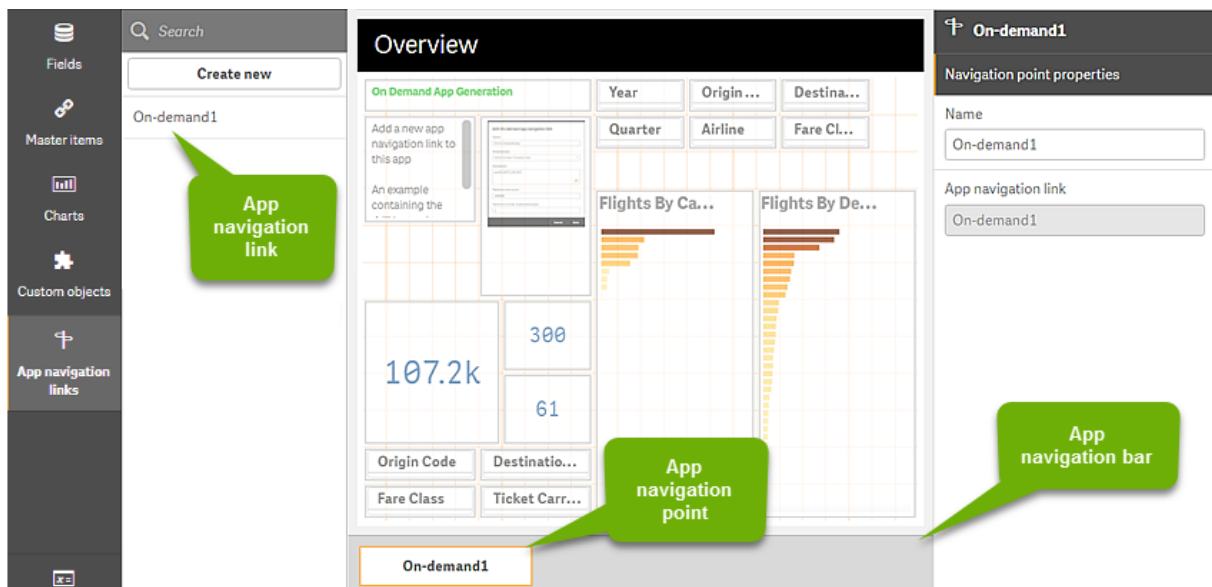 Fields
Master items
Charts
Custom objects
App navigation
links
Search
Create new
On-demand1
App
navigation
link
Overview
On Demand App Generation
Add a new app
navigation link to
this app
An example
containing the
Year
Origin ...
Destina...
Quarter
Airline
Fare Cl...
Flights By Ca...
Flights By De...
107.2k
300
61
Origin Code
Destinatio...
Fare Class
Ticket Carr...
App
navigation
point
On-demand1
App
navigation bar
On-demand1
Navigation point properties
Name
On-demand1
App navigation link
On-demand1